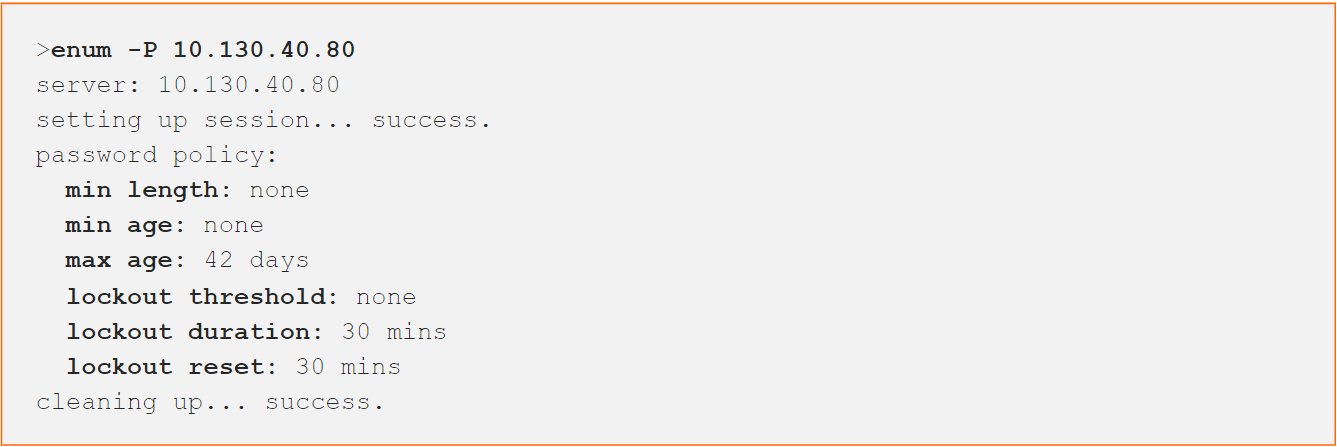 >enum -P 10.130.40.80
server: 10.130.40.80
setting up session... success.
password policy:
min length: none
min age: none
max age: 42 days
lockout threshold: none
lockout duration: 30 mins
lockout reset: 30 mins
cleaning up... success.